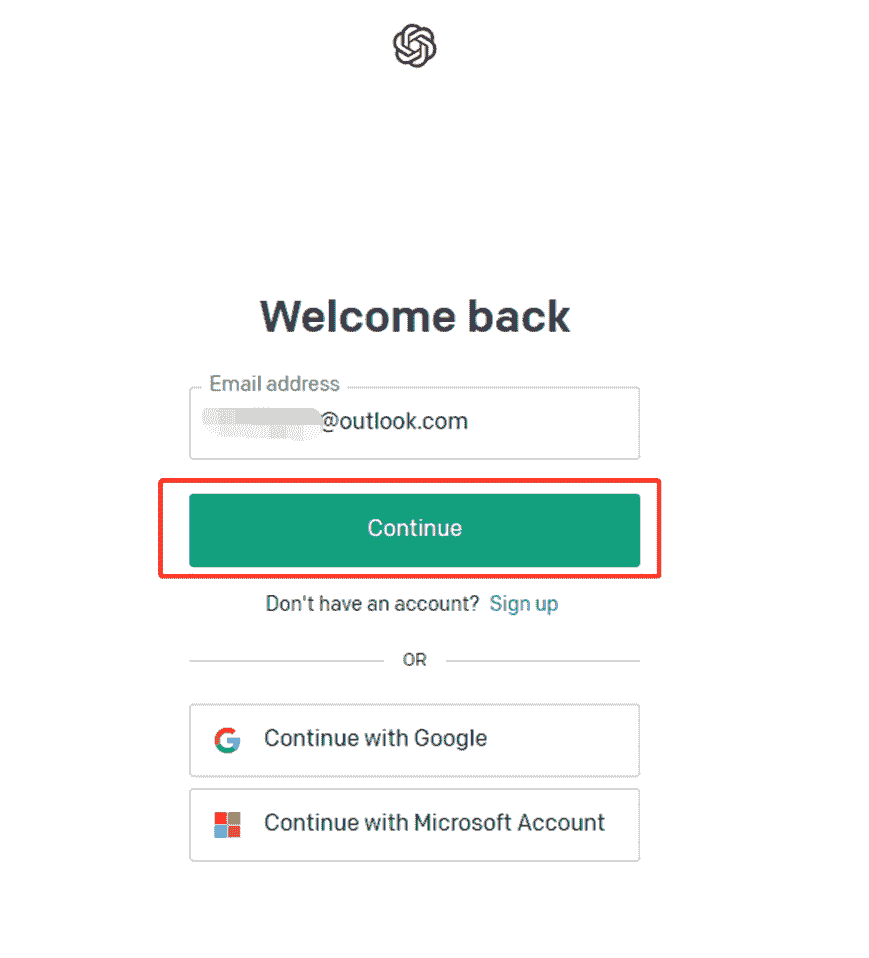 Welcome back
Email address
@outlook.com
Continue
Don't have an account? Sign up
OR
Continue with Google
Continue with Microsoft Account